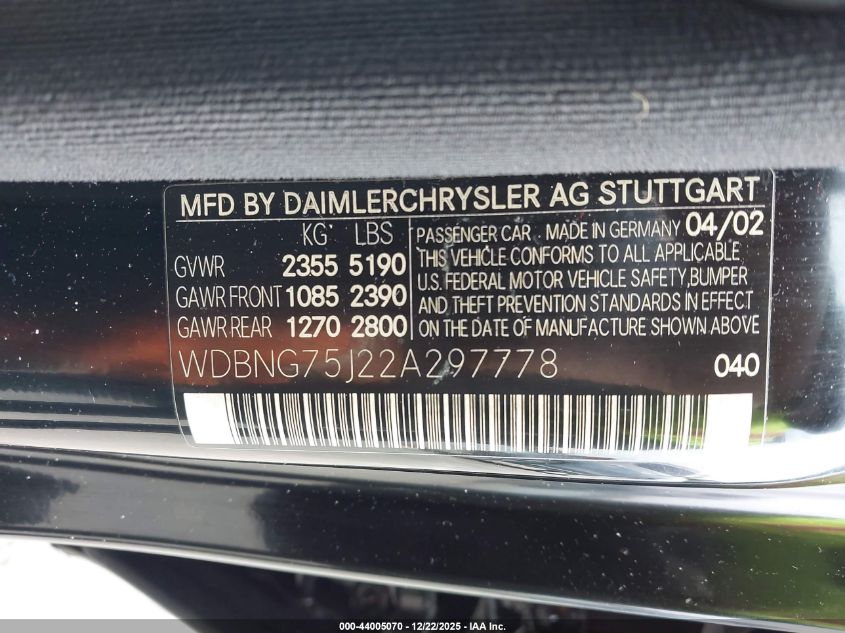 MFD BY DAIMLERCHRYSLER AG STUTTGART
KG LBS
GVWR 2355 5190
GAWR FRONT 1085 2390
GAWR REAR 1270 2800
PASSENGER CAR MADE IN GERMANY 04/02
THIS VEHICLE CONFORMS TO ALL APPLICABLE
U.S. FEDERAL MOTOR VEHICLE SAFETY, BUMPER
AND THEFT PREVENTION STANDARDS IN EFFECT
ON THE DATE OF MANUFACTURE SHOWN ABOVE
WDBNG75J22A297778 040
000-44005070 - 12/22/2025 - IAA Inc.